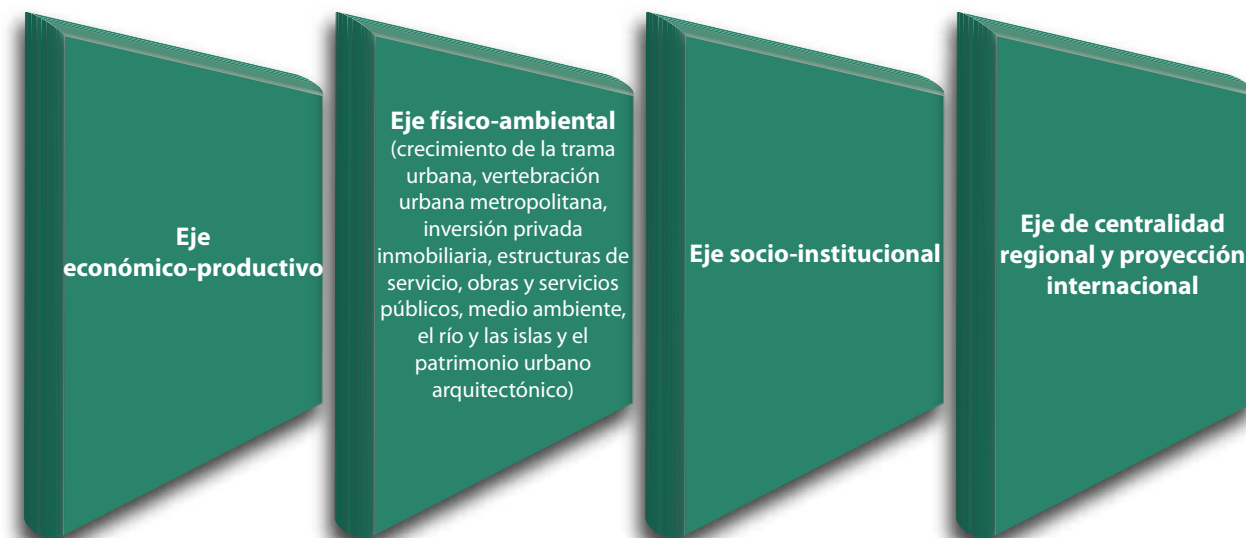 Eje
económico-productivo
Eje físico-ambiental
(crecimiento de la trama
urbana, vertebración
urbana metropolitana,
inversión privada
inmobiliaria, estructuras de
servicio, obras y servicios
públicos, medio ambiente,
el río y las islas y el
patrimonio urbano
arquitectónico)
Eje socio-institucional
Eje de centralidad
regional y proyección
internacional